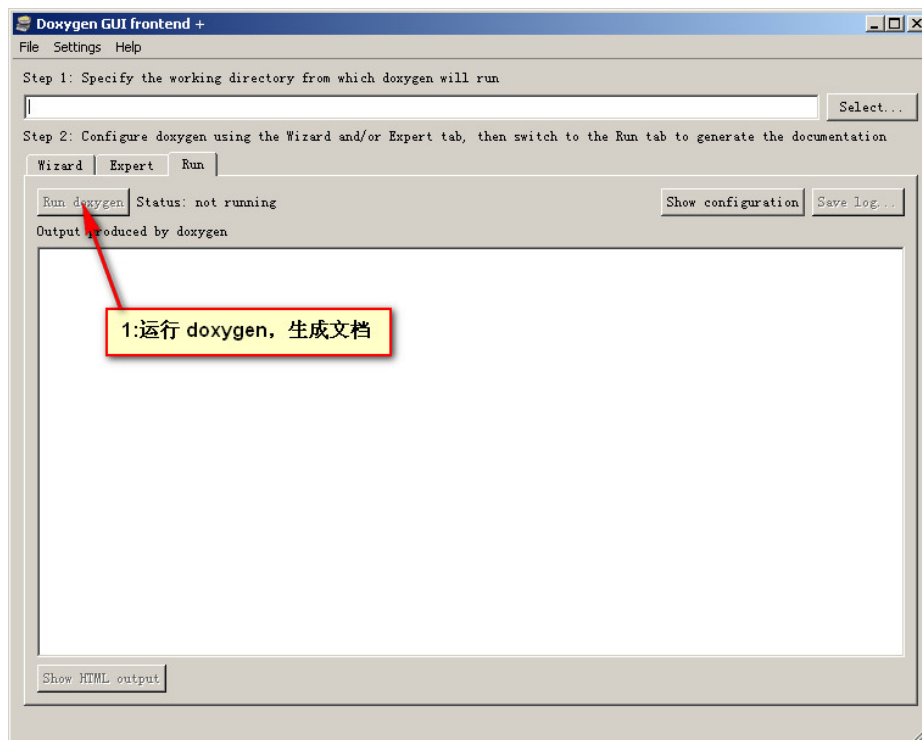 Doxygen GUI frontend +
File Settings Help
Step 1: Specify the working directory from which doxygen will run
Select...
Step 2: Configure doxygen using the Wizard and/or Expert tab, then switch to the Run tab to generate the documentation
Wizard Expert Run
Run doxygen Status: not running Show configuration Save log...
Output produced by doxygen
1:运行 doxygen，生成文档
Show HTML output